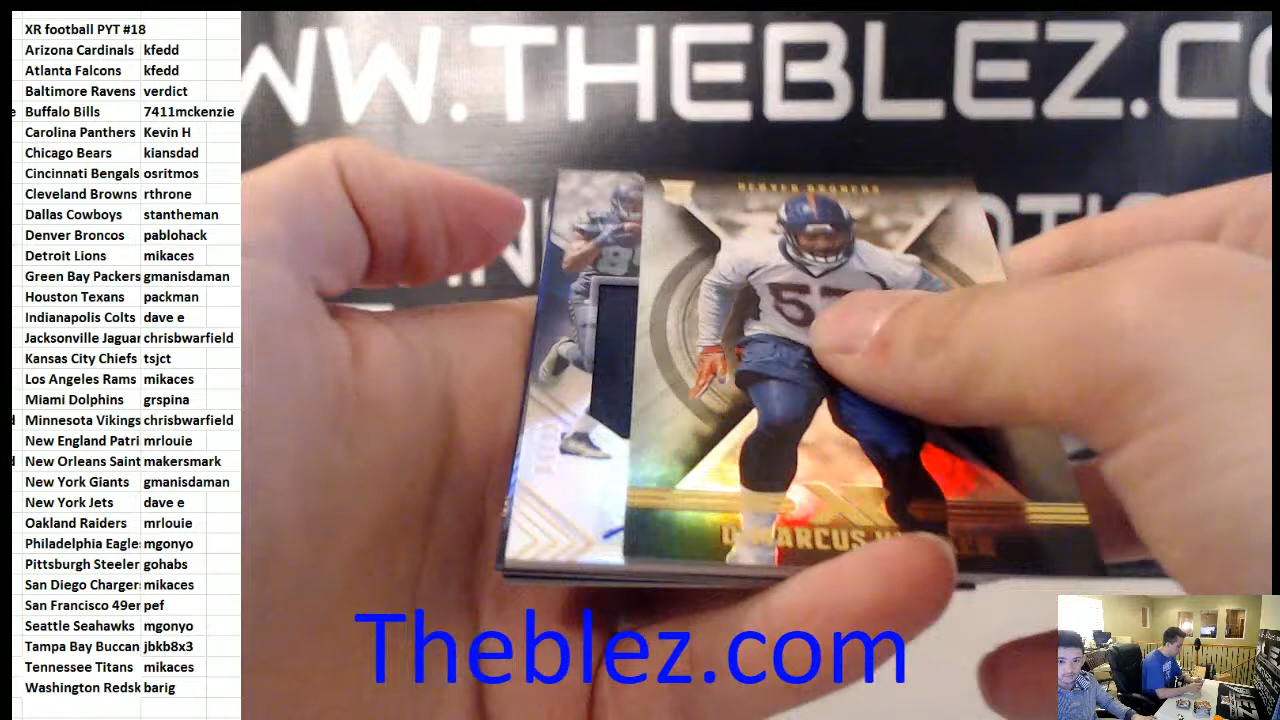 XR football PYT #18
Arizona Cardinals kfedd
Atlanta Falcons kfedd
Baltimore Ravens verdict
Buffalo Bills 7411mckenzie
Carolina Panthers Kevin H
Chicago Bears kiansdad
Cincinnati Bengals osritmos
Cleveland Browns rthrone
Dallas Cowboys stantheman
Denver Broncos pablohack
Detroit Lions mikaces
Green Bay Packers gmanisdaman
Houston Texans packman
Indianapolis Colts dave e
Jacksonville Jaguar chrisbwarfield
Kansas City Chiefs tsjct
Los Angeles Rams mikaces
Miami Dolphins grspina
Minnesota Vikings chrisbwarfield
New England Patri mrlouie
New Orleans Saint makersmark
New York Giants gmanisdaman
New York Jets dave e
Oakland Raiders mrlouie
Philadelphia Eagle mgonyo
Pittsburgh Steeler gohabs
San Diego Charger mikaces
San Francisco 49er pef
Seattle Seahawks mgonyo
Tampa Bay Buccan jbkb8x3
Tennessee Titans mikaces
Washington Redsk barig
WW.THEBLEZ.CO
DENVER BRONCOS
57
XR
Theblez.com